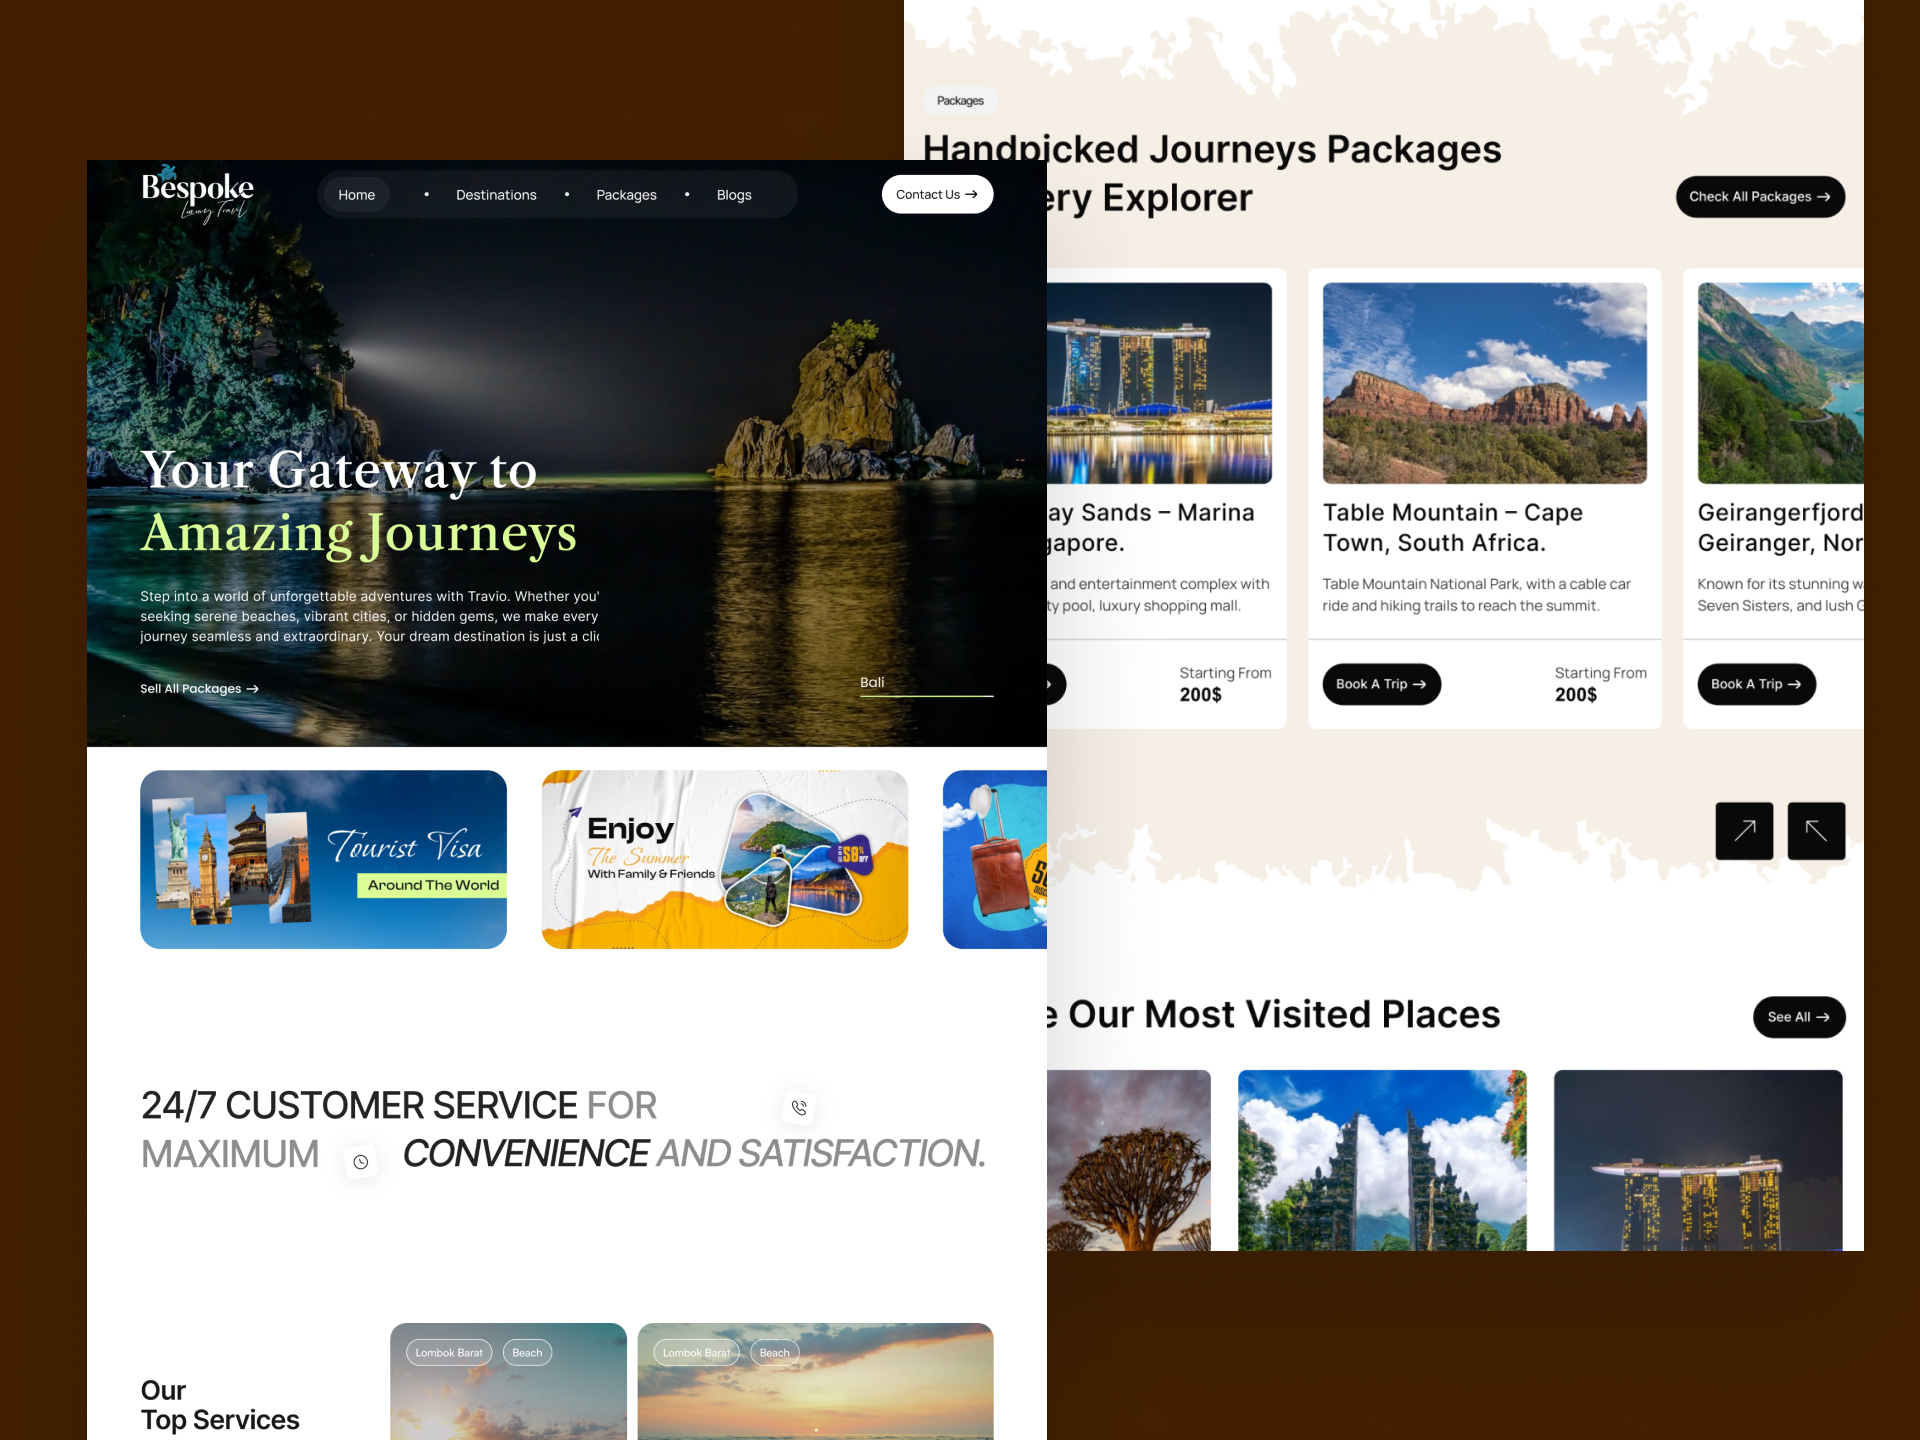 Bespoke
Luxury Travel
Home
Destinations
Packages
Blogs
Contact Us
Your Gateway to
Amazing Journeys
Step into a world of unforgettable adventures with Travio. Whether you'
seeking serene beaches, vibrant cities, or hidden gems, we make every
journey seamless and extraordinary. Your dream destination is just a clic
Sell All Packages
Bali
Tourist Visa
Around The World
Enjoy
The Summer
With Family & Friends
50%
OFF
24/7 CUSTOMER SERVICE FOR
MAXIMUM CONVENIENCE AND SATISFACTION.
Our
Top Services
Lombok Barat
Beach
Lombok Barat
Beach
Packages
Handpicked Journeys Packages
ery Explorer
Check All Packages
ay Sands – Marina
gapore.
and entertainment complex with
ty pool, luxury shopping mall.
Starting From
200$
Table Mountain – Cape
Town, South Africa.
Table Mountain National Park, with a cable car
ride and hiking trails to reach the summit.
Book A Trip
Starting From
200$
Geirangerfjord
Geiranger, Nor
Known for its stunning w
Seven Sisters, and lush G
Book A Trip
e Our Most Visited Places
See All